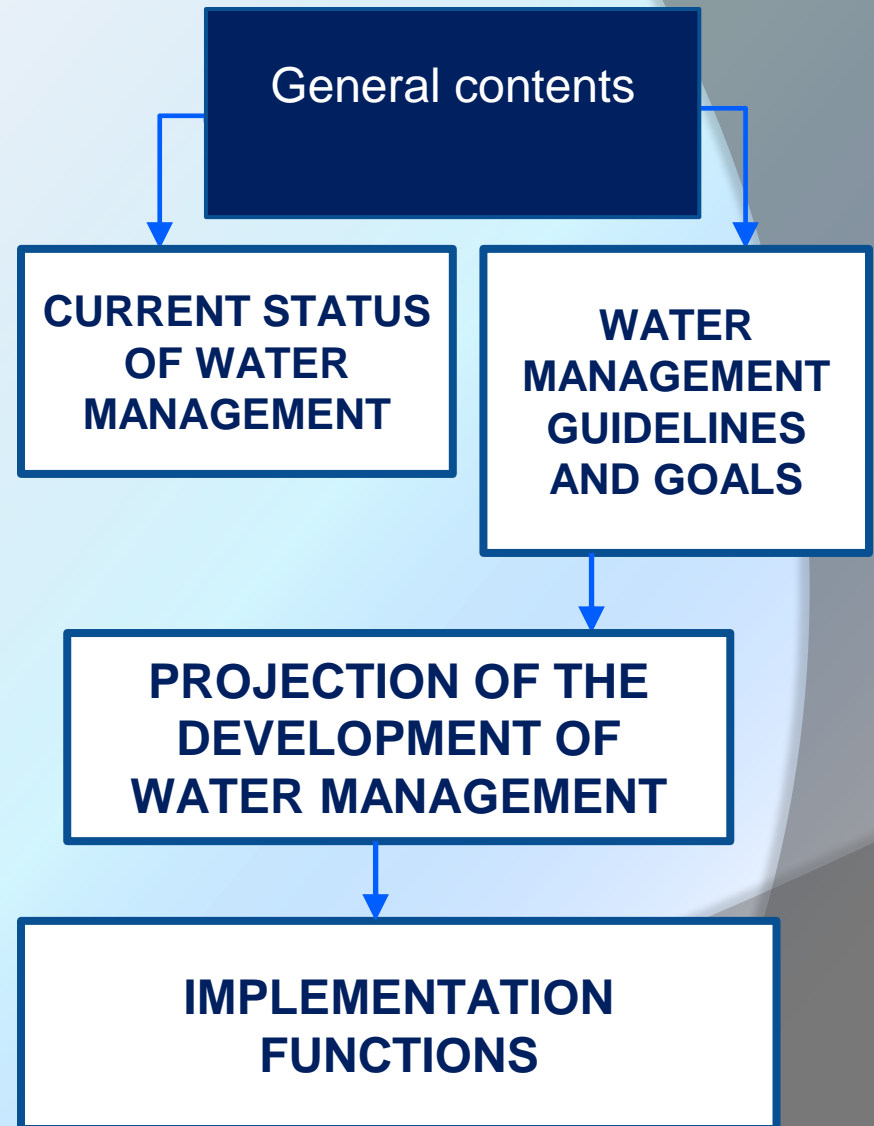 General contents
CURRENT STATUS
OF WATER
MANAGEMENT
WATER
MANAGEMENT
GUIDELINES
AND GOALS
PROJECTION OF THE
DEVELOPMENT OF
WATER MANAGEMENT
IMPLEMENTATION
FUNCTIONS